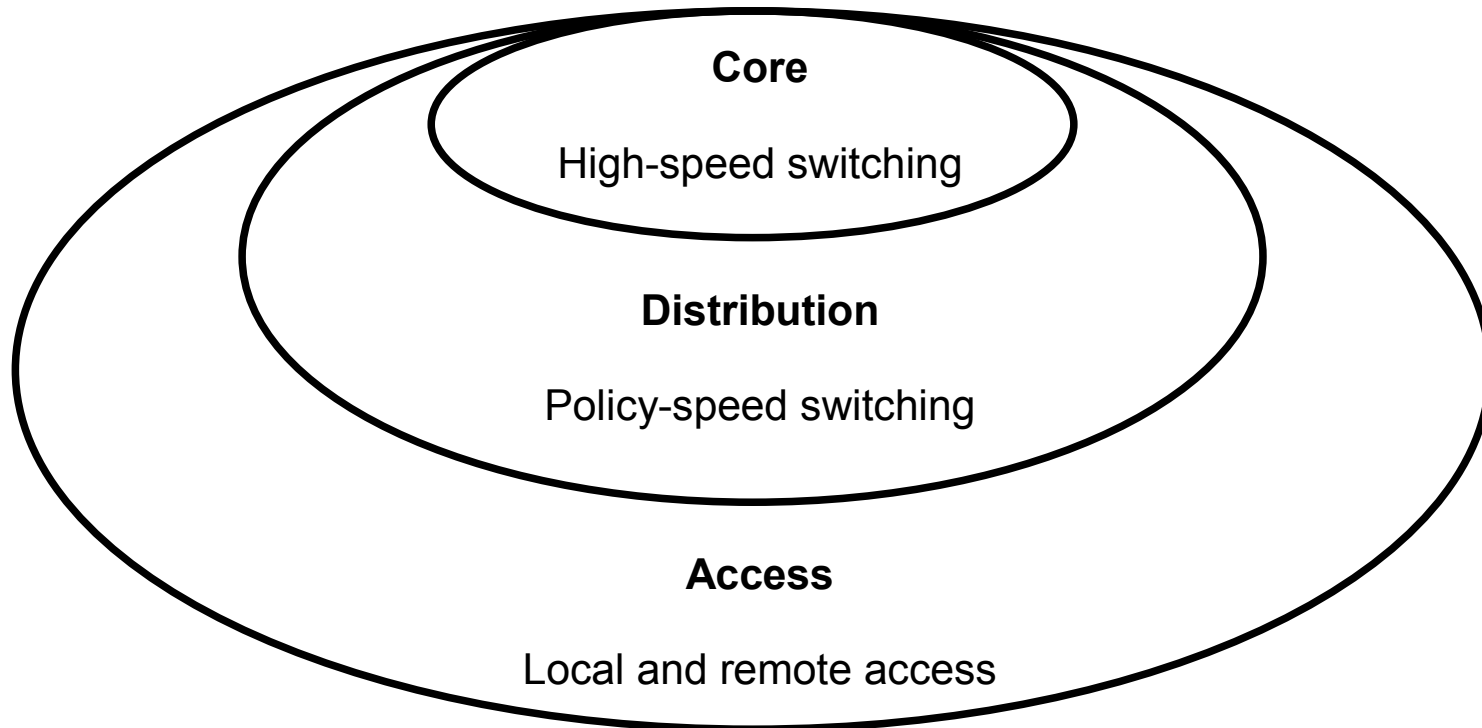 Core
High-speed switching
Distribution
Policy-speed switching
Access
Local and remote access